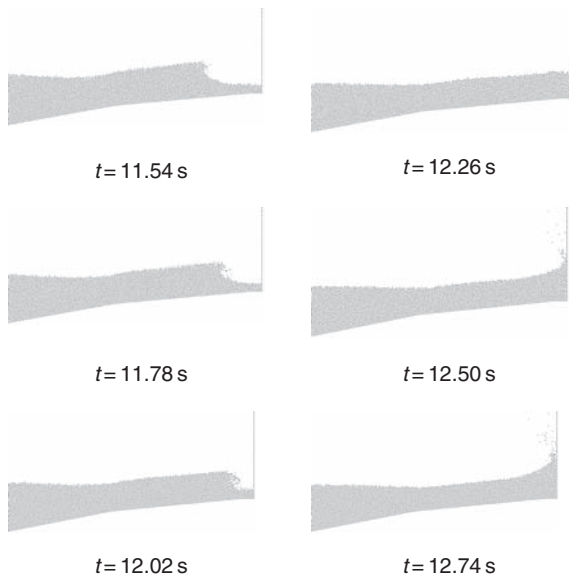 t = 11.54 s
t = 12.26 s
t = 11.78 s
t = 12.50 s
t = 12.02 s
t = 12.74 s